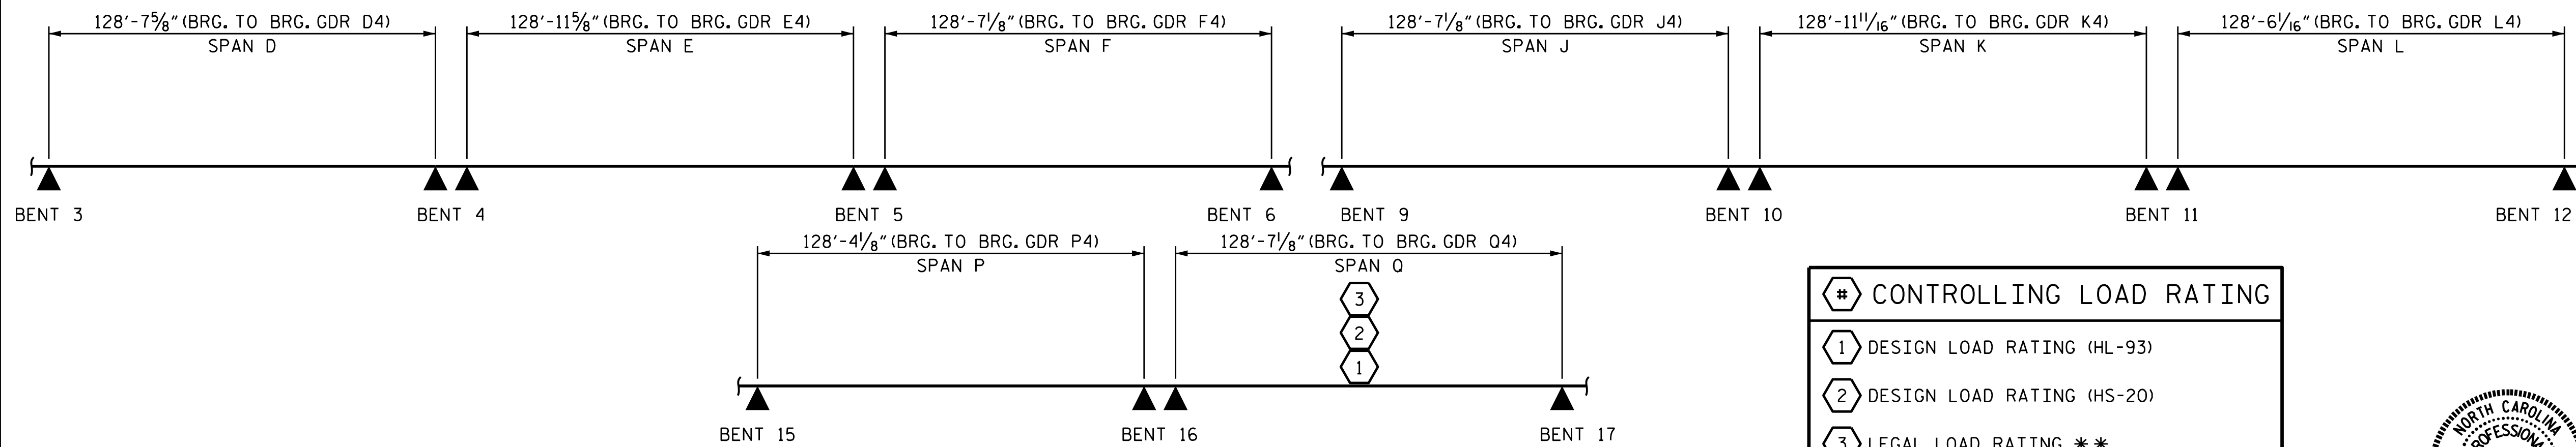 128'-7⅝" (BRG. TO BRG. GDR D4)
SPAN D
128'-11⅝" (BRG. TO BRG. GDR E4)
SPAN E
128'-7⅛" (BRG. TO BRG. GDR F4)
SPAN F
128'-7⅛" (BRG. TO BRG. GDR J4)
SPAN J
128'-11 11/16" (BRG. TO BRG. GDR K4)
SPAN K
128'-6 1/16" (BRG. TO BRG. GDR L4)
SPAN L
BENT 3
BENT 4
BENT 5
BENT 6
BENT 9
BENT 10
BENT 11
BENT 12
128'-4⅛" (BRG. TO BRG. GDR P4)
SPAN P
128'-7⅛" (BRG. TO BRG. GDR Q4)
SPAN Q
3
2
1
BENT 15
BENT 16
BENT 17
# CONTROLLING LOAD RATING
1 DESIGN LOAD RATING (HL-93)
2 DESIGN LOAD RATING (HS-20)
3 LEGAL LOAD RATING **
NORTH CAROLINA